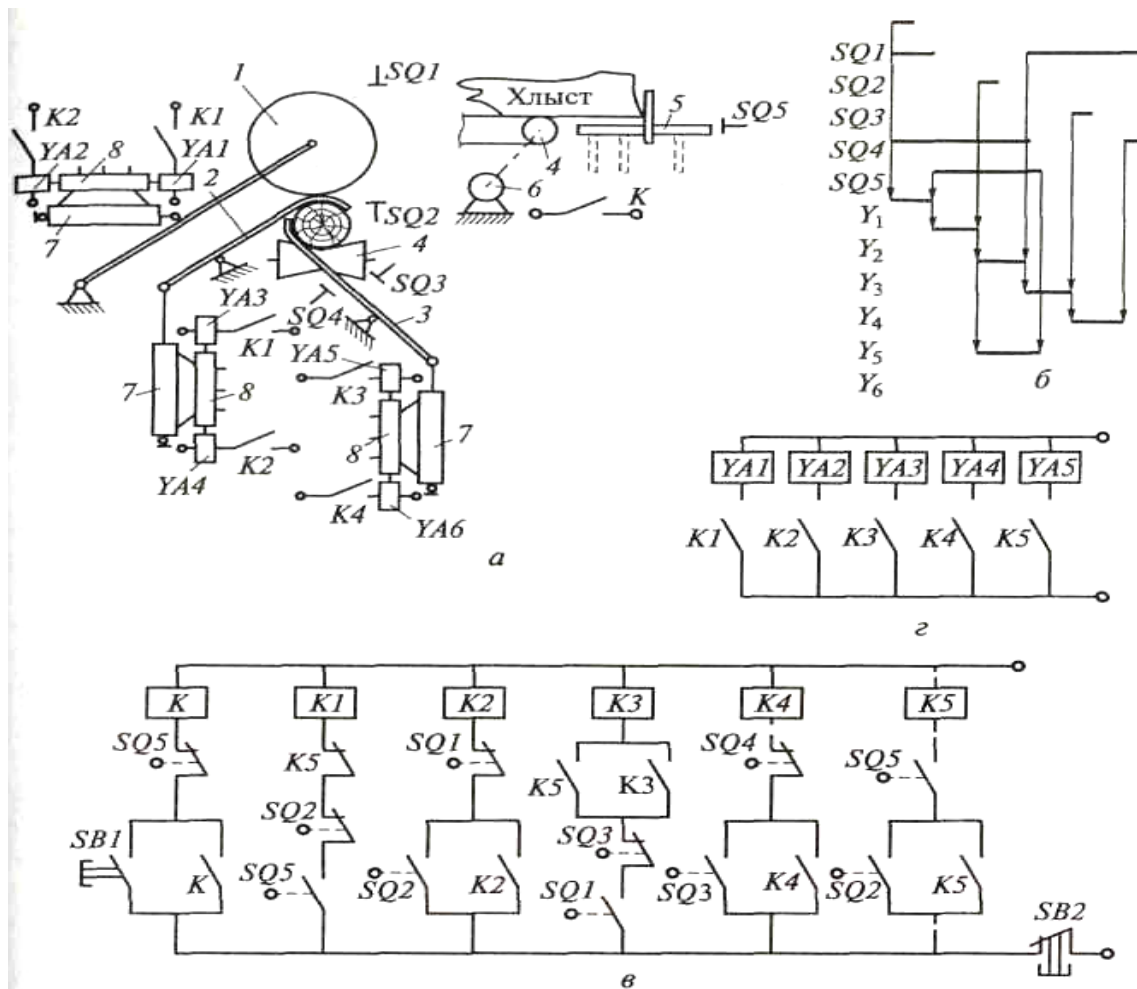 1
SQ1
Хлыст
5
SQ5
4
6
K
K2
K1
YA2
8
YA1
2
7
SQ2
4
SQ3
SQ4
3
YA3
K1
YA5
K3
7
8
8
7
K2
YA4
K4
YA6
а
SQ1
SQ2
SQ3
SQ4
SQ5
Y1
Y2
Y3
Y4
Y5
Y6
б
YA1 YA2 YA3 YA4 YA5
K1 K2 K3 K4 K5
г
K K1 K2 K3 K4 K5
SQ5 K5 SQ1 K5 K3 SQ4 SQ5
SQ2 SQ3
SB1 K SQ5 SQ2 K2 SQ1 SQ3 K4 SQ2 K5
SB2
в